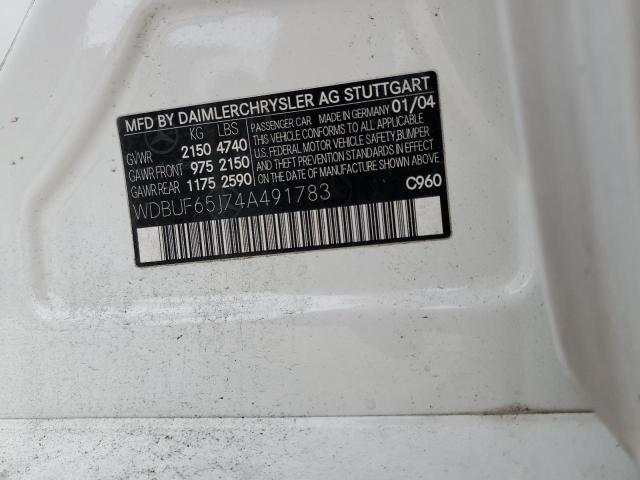 MFD BY DAIMLERCHRYSLER AG STUTTGART
KG LBS PASSENGER CAR MADE IN GERMANY 01/04
GVWR 2150 4740 THIS VEHICLE CONFORMS TO ALL APPLICABLE
GAWR FRONT 975 2150 U.S. FEDERAL MOTOR VEHICLE SAFETY, BUMPER
GAWR REAR 1175 2590 AND THEFT PREVENTION STANDARDS IN EFFECT
ON THE DATE OF MANUFACTURE SHOWN ABOVE.
WDBUF65J74A491783 C960